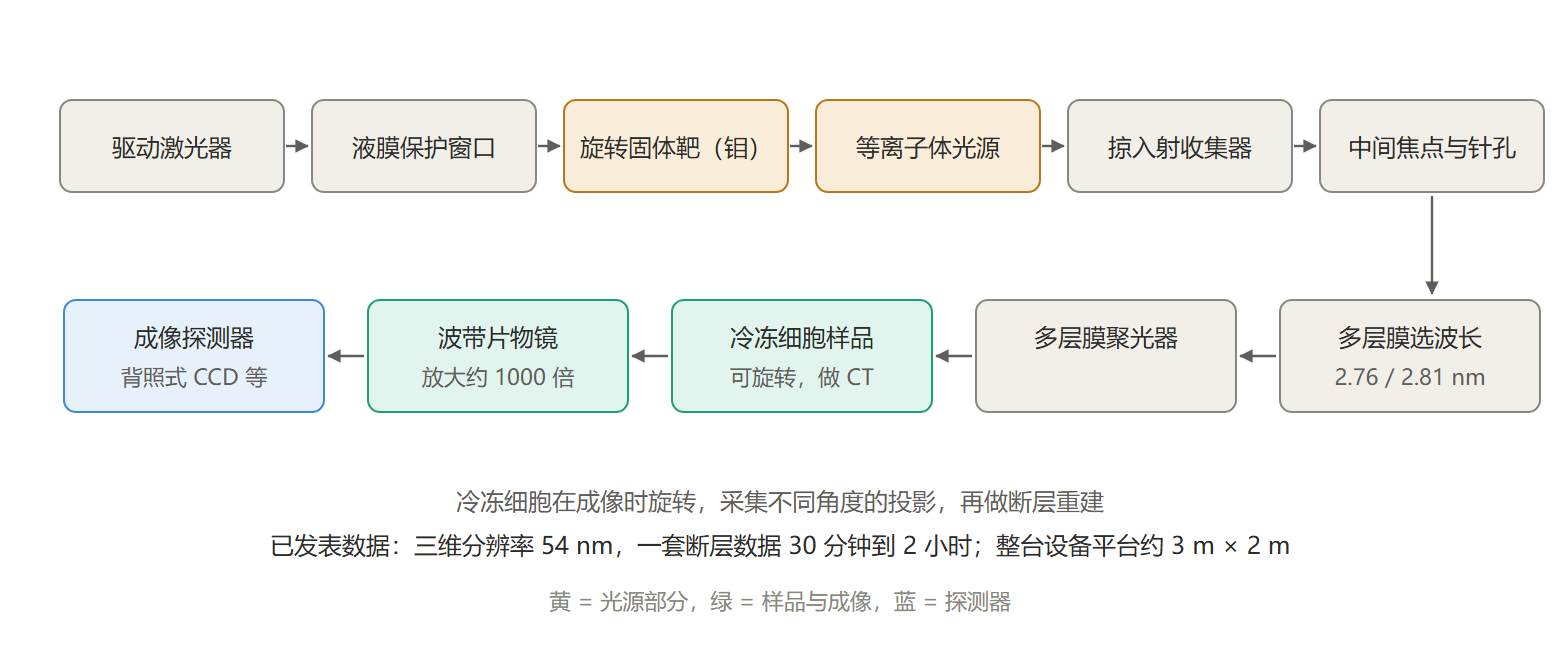 驱动激光器
液膜保护窗口
旋转固体靶（钼）
等离子体光源
掠入射收集器
中间焦点与针孔
成像探测器
背照式 CCD 等
波带片物镜
放大约 1000 倍
冷冻细胞样品
可旋转，做 CT
多层膜聚光器
多层膜选波长
2.76 / 2.81 nm
冷冻细胞在成像时旋转，采集不同角度的投影，再做断层重建
已发表数据：三维分辨率 54 nm，一套断层数据 30 分钟到 2 小时；整台设备平台约 3 m × 2 m
黄 = 光源部分，绿 = 样品与成像，蓝 = 探测器